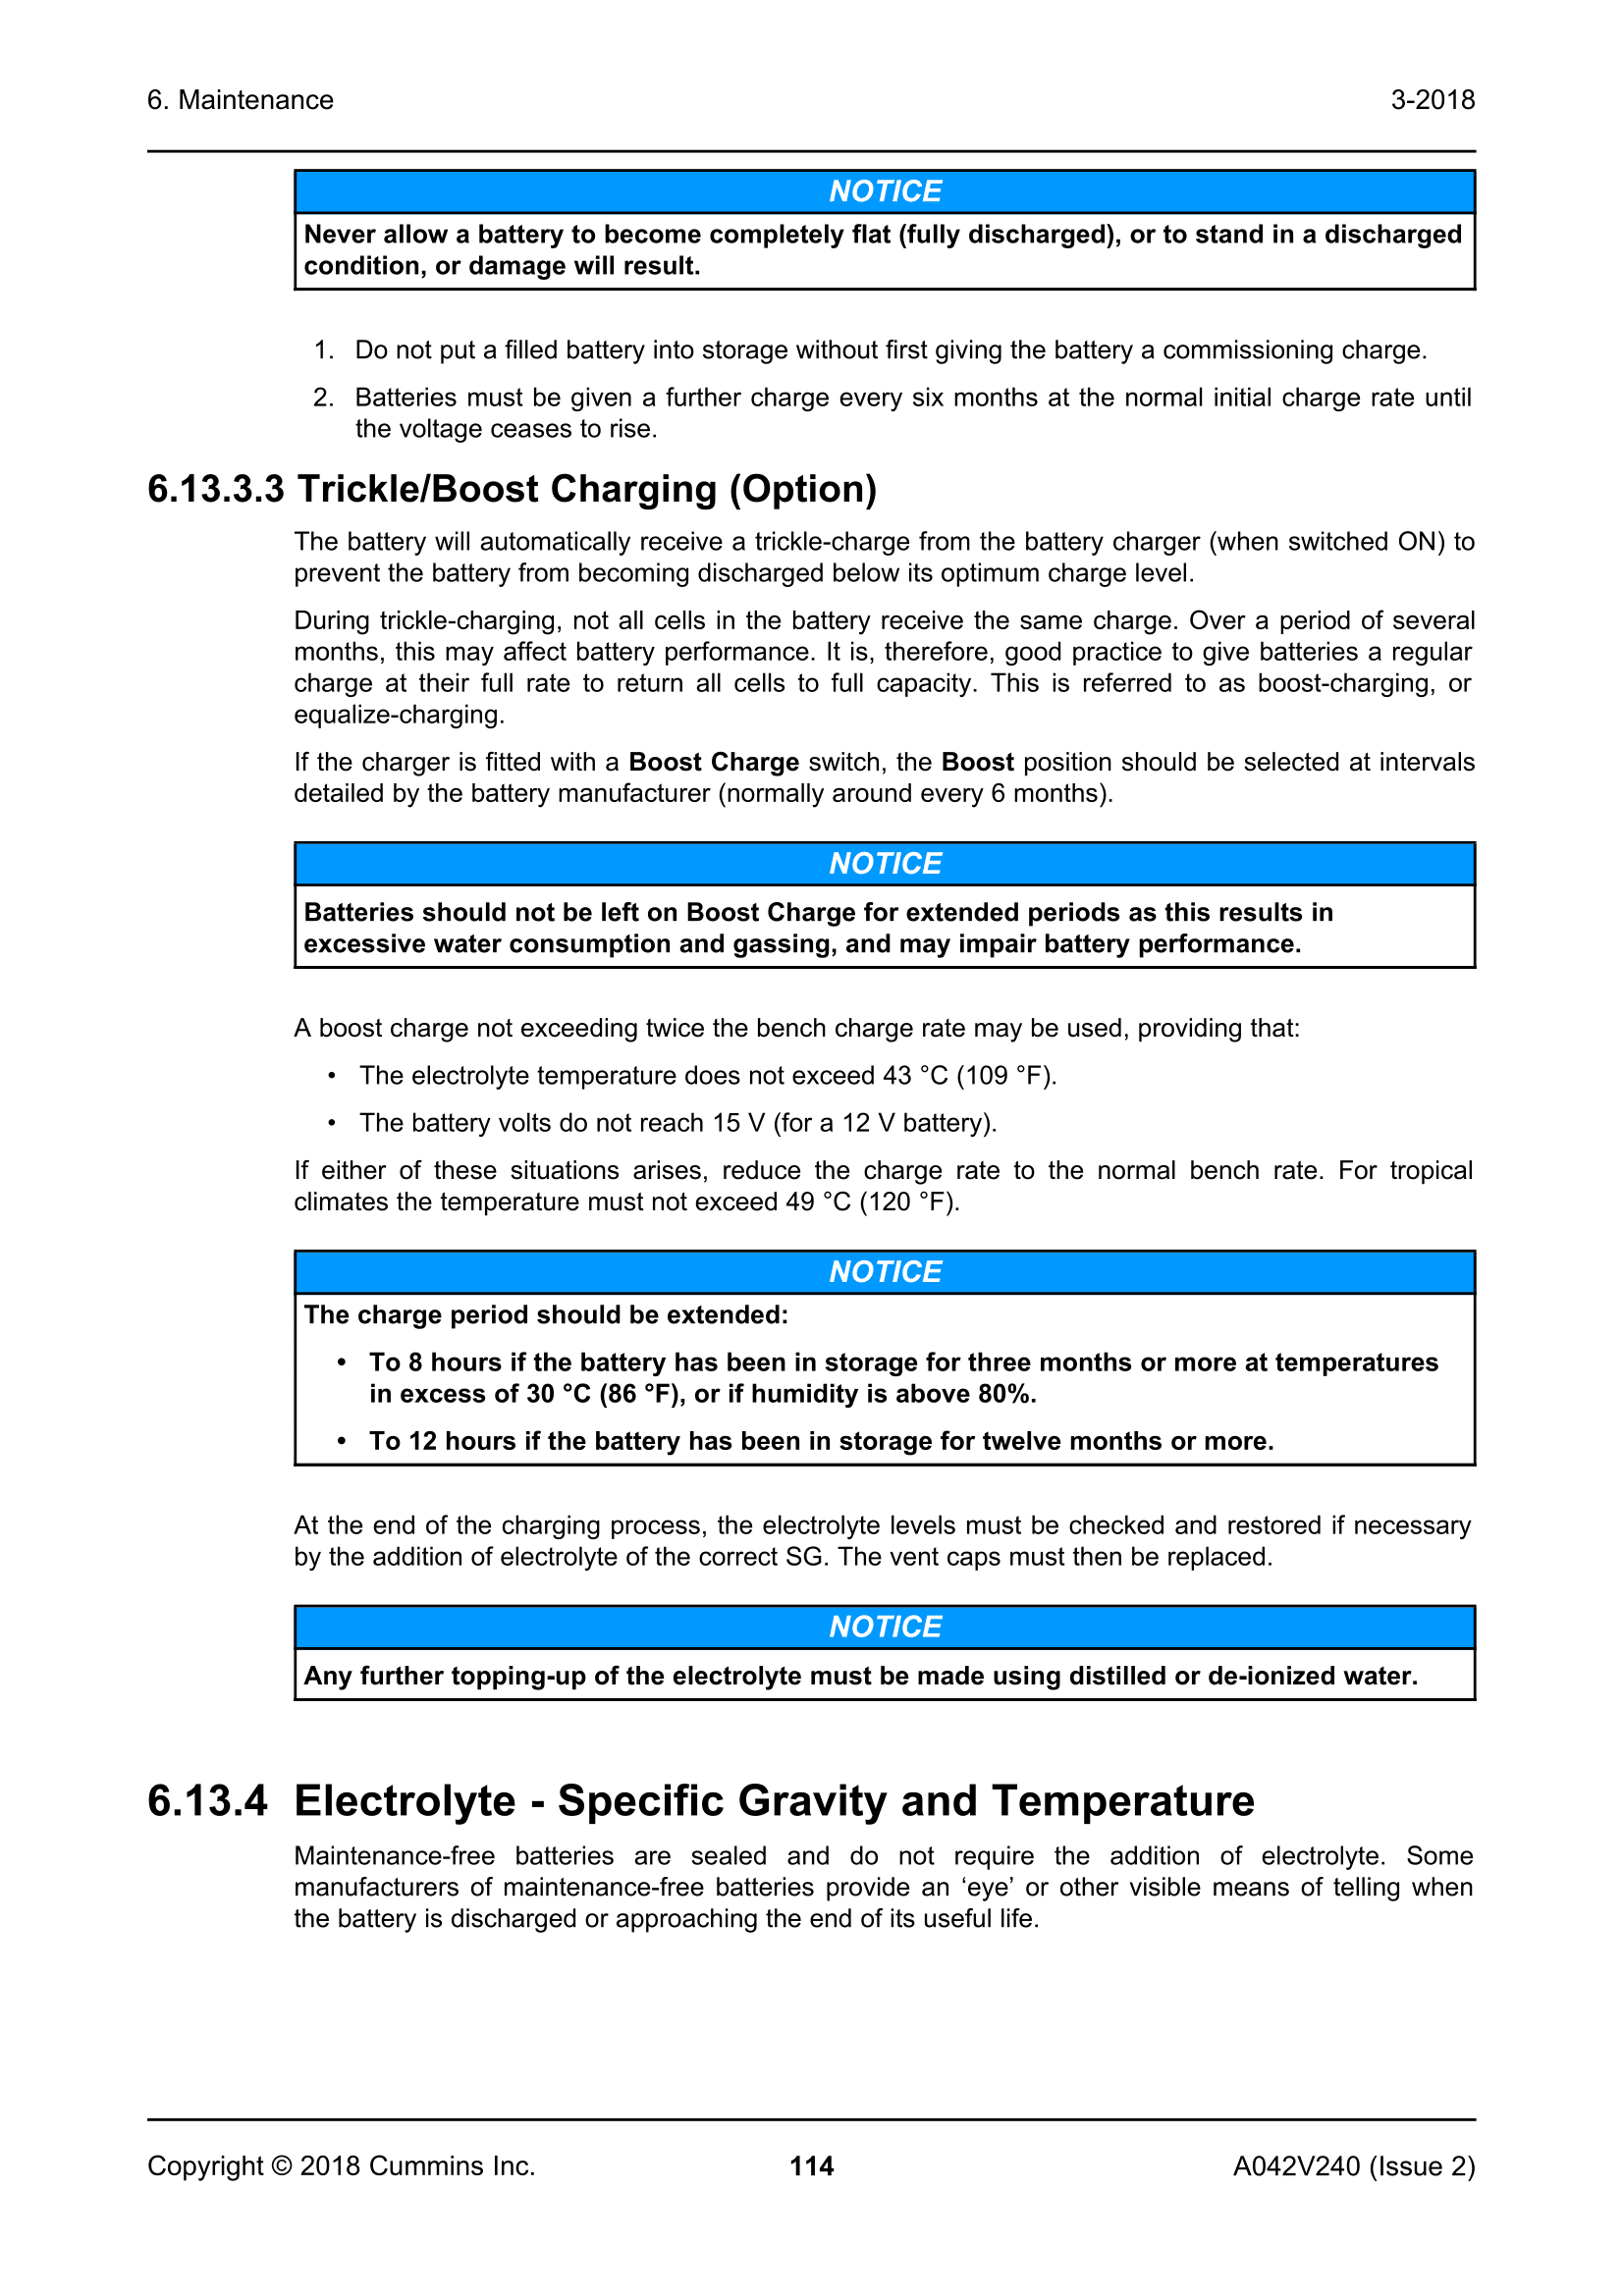 6. Maintenance
3-2018
NOTICE
Never allow a battery to become completely flat (fully discharged), or to stand in a discharged
condition, or damage will result.
1. Do not put a filled battery into storage without first giving the battery a commissioning charge.
2. Batteries must be given a further charge every six months at the normal initial charge rate until
the voltage ceases to rise.
6.13.3.3 Trickle/Boost Charging (Option)
The battery will automatically receive a trickle-charge from the battery charger (when switched ON) to
prevent the battery from becoming discharged below its optimum charge level.
During trickle-charging, not all cells in the battery receive the same charge. Over a period of several
months, this may affect battery performance. It is, therefore, good practice to give batteries a regular
charge at their full rate to return all cells to full capacity. This is referred to as boost-charging, or
equalize-charging.
If the charger is fitted with a Boost Charge switch, the Boost position should be selected at intervals
detailed by the battery manufacturer (normally around every 6 months).
NOTICE
Batteries should not be left on Boost Charge for extended periods as this results in
excessive water consumption and gassing, and may impair battery performance.
A boost charge not exceeding twice the bench charge rate may be used, providing that:
• The electrolyte temperature does not exceed 43 °C (109 °F).
• The battery volts do not reach 15 V (for a 12 V battery).
If either of these situations arises, reduce the charge rate to the normal bench rate. For tropical
climates the temperature must not exceed 49 °C (120 °F).
NOTICE
The charge period should be extended:
• To 8 hours if the battery has been in storage for three months or more at temperatures
in excess of 30 °C (86 °F), or if humidity is above 80%.
• To 12 hours if the battery has been in storage for twelve months or more.
At the end of the charging process, the electrolyte levels must be checked and restored if necessary
by the addition of electrolyte of the correct SG. The vent caps must then be replaced.
NOTICE
Any further topping-up of the electrolyte must be made using distilled or de-ionized water.
6.13.4 Electrolyte - Specific Gravity and Temperature
Maintenance-free batteries are sealed and do not require the addition of electrolyte. Some
manufacturers of maintenance-free batteries provide an ‘eye’ or other visible means of telling when
the battery is discharged or approaching the end of its useful life.
Copyright © 2018 Cummins Inc.
114
A042V240 (Issue 2)